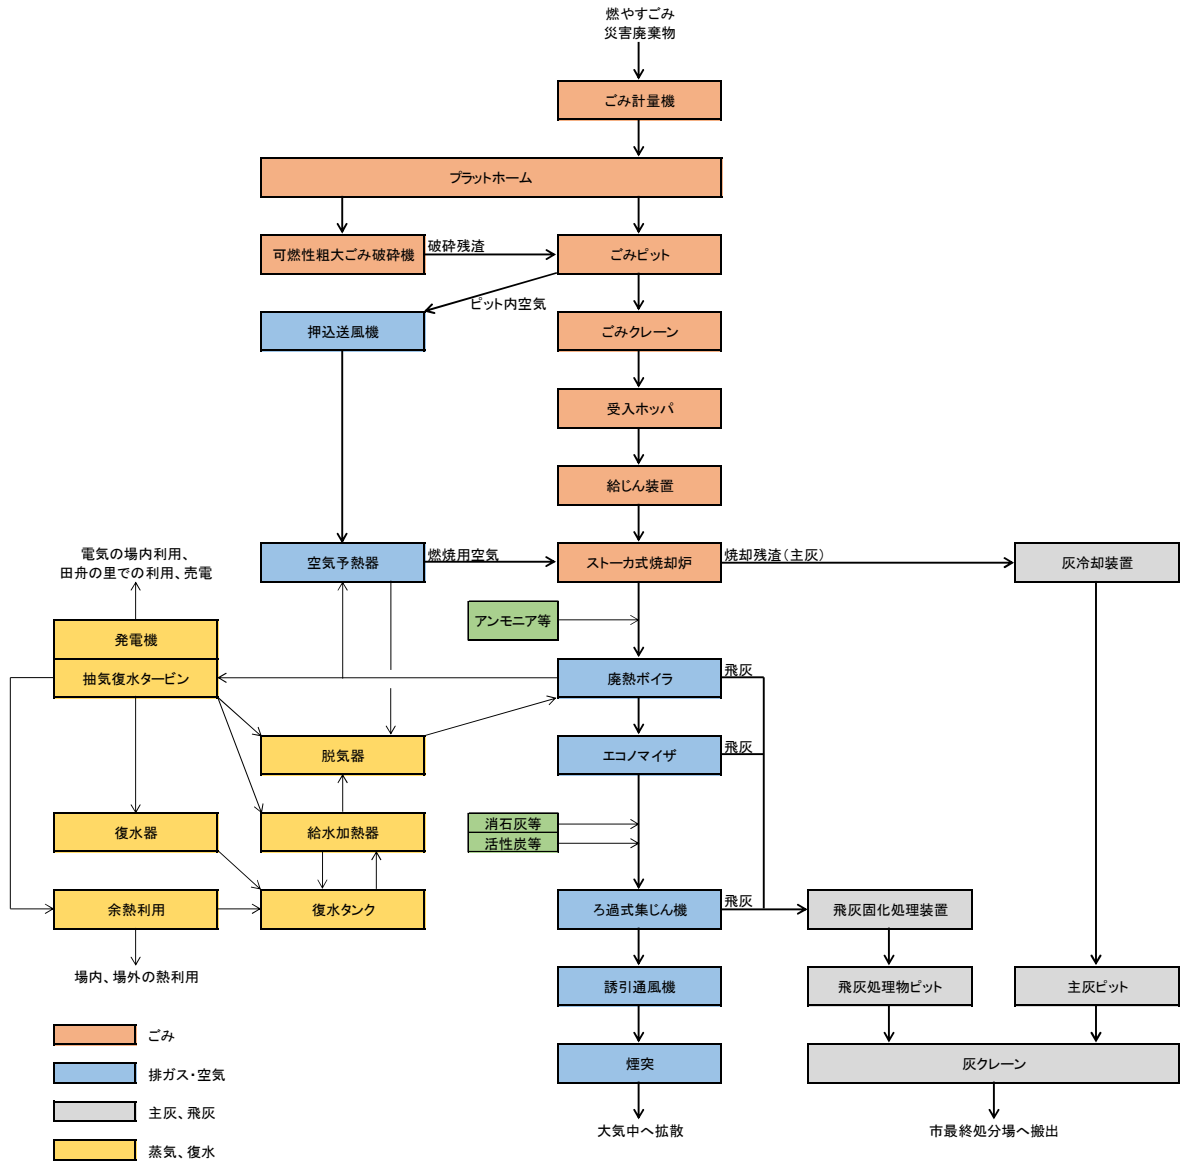 燃やすごみ
災害廃棄物
ごみ計量機
プラットホーム
可燃性粗大ごみ破砕機
破砕残渣
ごみピット
ピット内空気
押込送風機
ごみクレーン
受入ホッパ
給じん装置
電気の場内利用、
田舟の里での利用、売電
空気予熱器
燃焼用空気
ストーカ式焼却炉
焼却残渣(主灰)
灰冷却装置
アンモニア等
発電機
抽気復水タービン
廃熱ボイラ
飛灰
脱気器
エコノマイザ
飛灰
復水器
給水加熱器
消石灰等
活性炭等
余熱利用
復水タンク
ろ過式集じん機
飛灰
飛灰固化処理装置
場内、場外の熱利用
誘引通風機
飛灰処理物ピット
主灰ピット
ごみ
排ガス・空気
煙突
灰クレーン
主灰、飛灰
大気中へ拡散
市最終処分場へ搬出
蒸気、復水